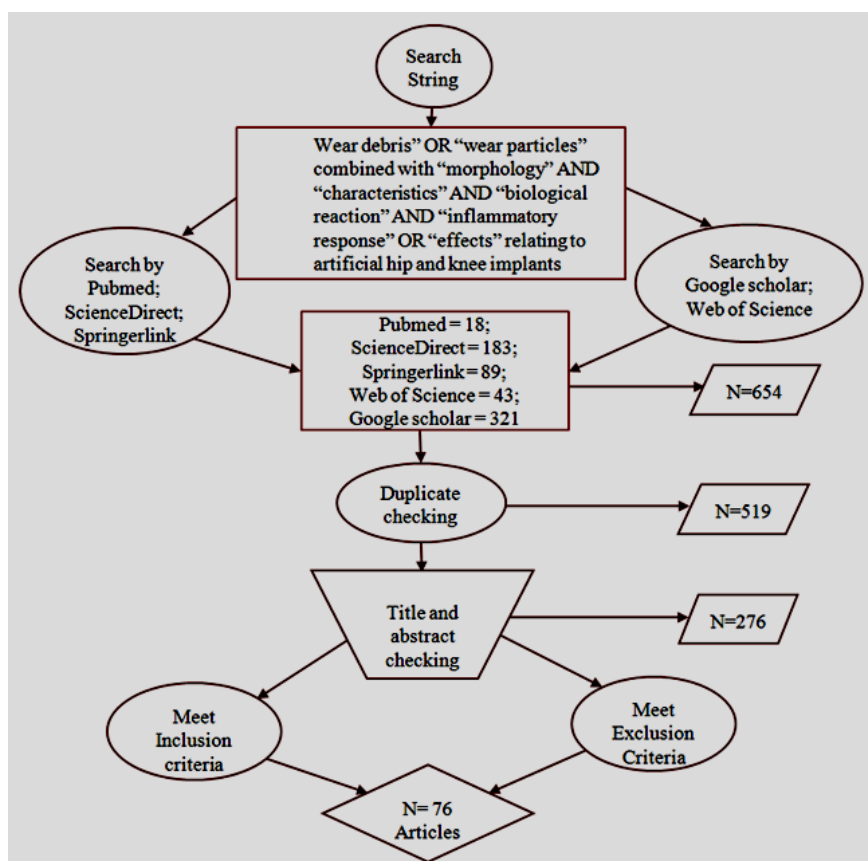 Search
String
Wear debris” OR “wear particles”
combined with “morphology” AND
“characteristics” AND “biological
reaction” AND “inflammatory
response” OR “effects” relating to
artificial hip and knee implants
Search by
Pubmed;
ScienceDirect;
Springerlink
Search by
Google scholar;
Web of Science
Pubmed = 18;
ScienceDirect = 183;
Springerlink = 89;
Web of Science = 43;
Google scholar = 321
N=654
Duplicate
checking
N=519
Title and
abstract
checking
N=276
Meet
Inclusion
criteria
Meet
Exclusion
Criteria
N= 76
Articles